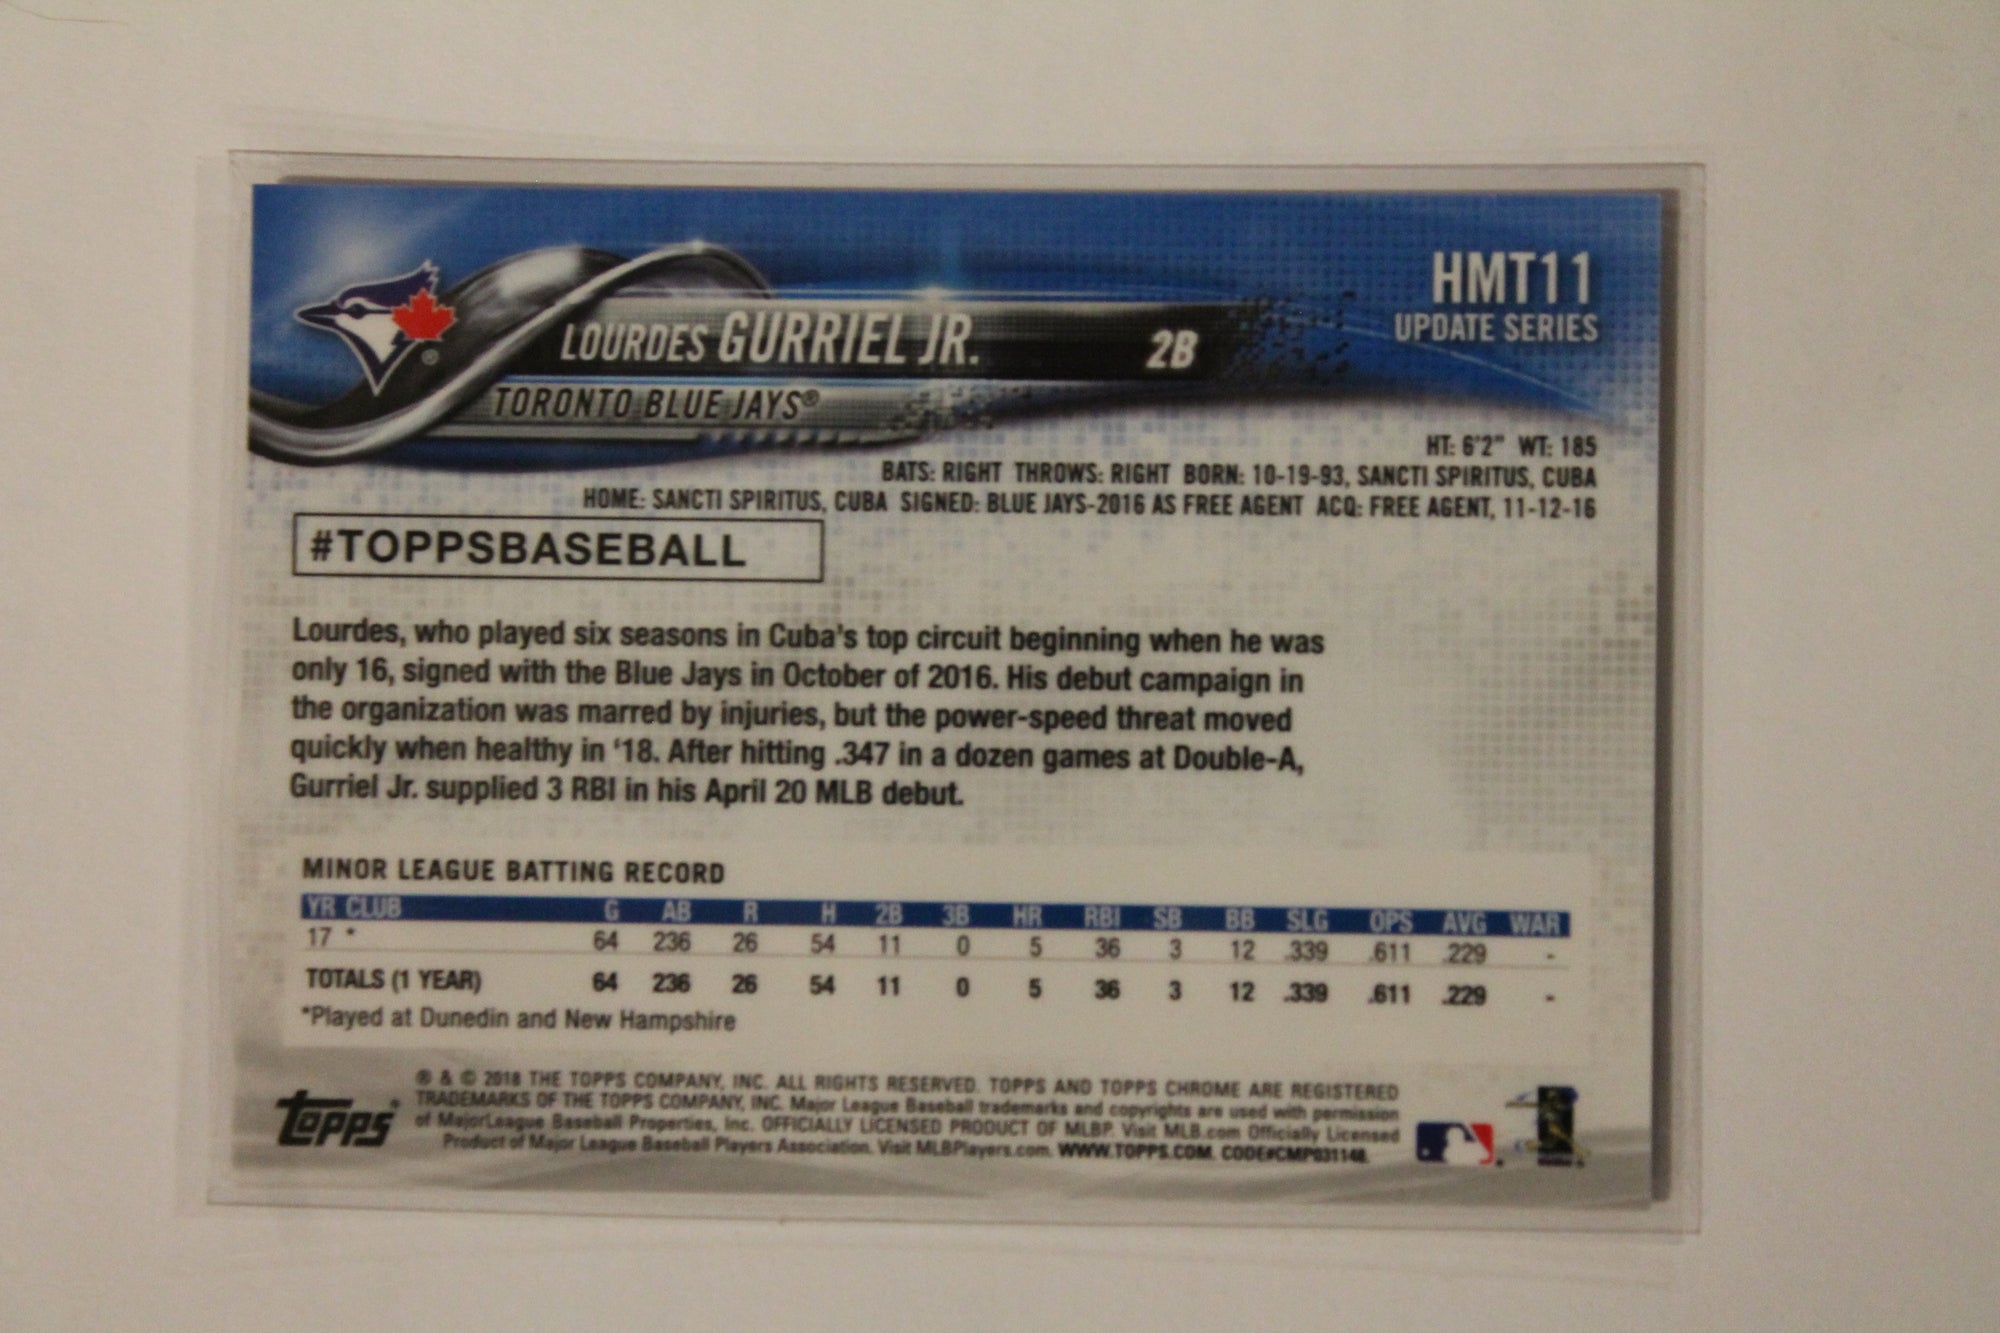 HMT11
UPDATE SERIES
LOURDES GURRIEL JR. 2B
TORONTO BLUE JAYS®
HT: 6'2" WT: 185
BATS: RIGHT THROWS: RIGHT BORN: 10-19-93, SANCTI SPIRITUS, CUBA
HOME: SANCTI SPIRITUS, CUBA SIGNED: BLUE JAYS-2016 AS FREE AGENT ACQ: FREE AGENT, 11-12-16
#TOPPSBASEBALL
Lourdes, who played six seasons in Cuba's top circuit beginning when he was
only 16, signed with the Blue Jays in October of 2016. His debut campaign in
the organization was marred by injuries, but the power-speed threat moved
quickly when healthy in '18. After hitting .347 in a dozen games at Double-A,
Gurriel Jr. supplied 3 RBI in his April 20 MLB debut.
MINOR LEAGUE BATTING RECORD
YR CLUB G AB R H 2B 3B HR RBI SB BB SLG OPS AVG WAR
17 * 64 236 26 54 11 0 5 36 3 12 .339 .611 .229 -
TOTALS (1 YEAR) 64 236 26 54 11 0 5 36 3 12 .339 .611 .229 -
*Played at Dunedin and New Hampshire
Topps®
® & © 2018 THE TOPPS COMPANY, INC. ALL RIGHTS RESERVED. TOPPS AND TOPPS CHROME ARE REGISTERED
TRADEMARKS OF THE TOPPS COMPANY, INC. Major League Baseball trademarks and copyrights are used with permission
of MajorLeague Baseball Properties, Inc. OFFICIALLY LICENSED PRODUCT OF MLBP. Visit MLB.com Officially Licensed
Product of Major League Baseball Players Association. Visit MLBPlayers.com. WWW.TOPPS.COM. CODE#CMP031148.